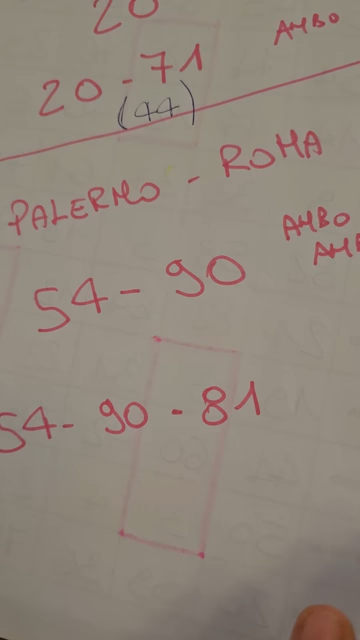 20
AMBO
20-71
(44)
PALERMO - ROMA
AMBO
54-90
54-90-81